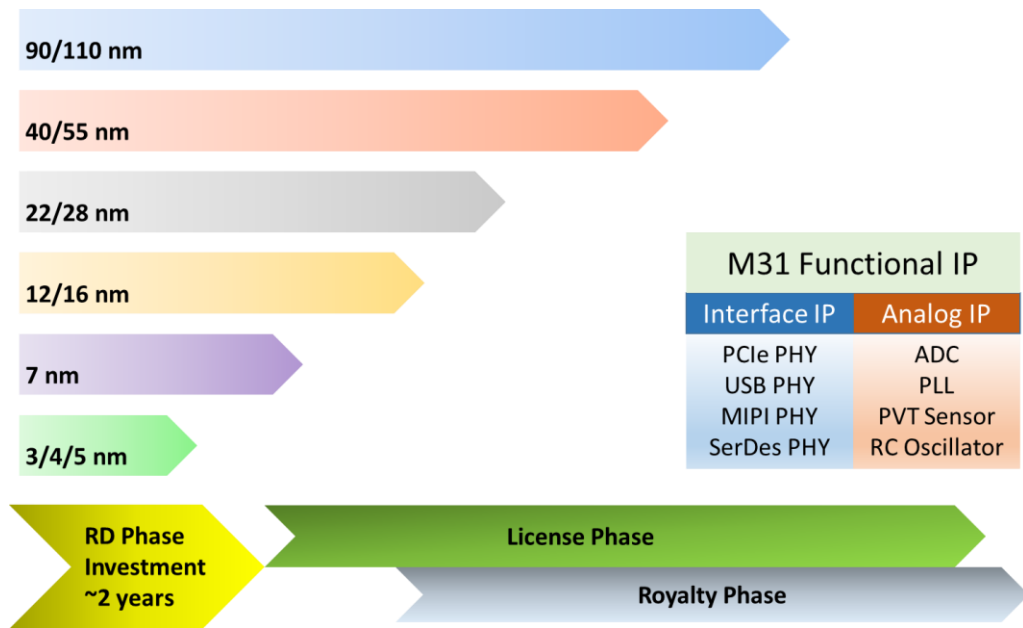 90/110 nm
40/55 nm
22/28 nm
12/16 nm
7 nm
3/4/5 nm
M31 Functional IP
Interface IP
Analog IP
PCIe PHY
ADC
USB PHY
PLL
MIPI PHY
PVT Sensor
SerDes PHY
RC Oscillator
RD Phase
Investment
~2 years
License Phase
Royalty Phase